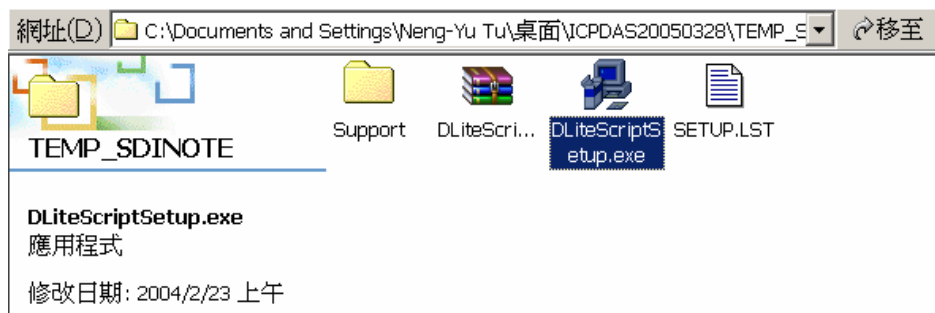 網址(D) C:\Documents and Settings\Neng-Yu Tu\桌面\ICPDAS20050328\TEMP_S 移至
Support DLiteScri... DLiteScriptS SETUP.LST
etup.exe
TEMP_SDINOTE
DLiteScriptSetup.exe
應用程式
修改日期: 2004/2/23 上午